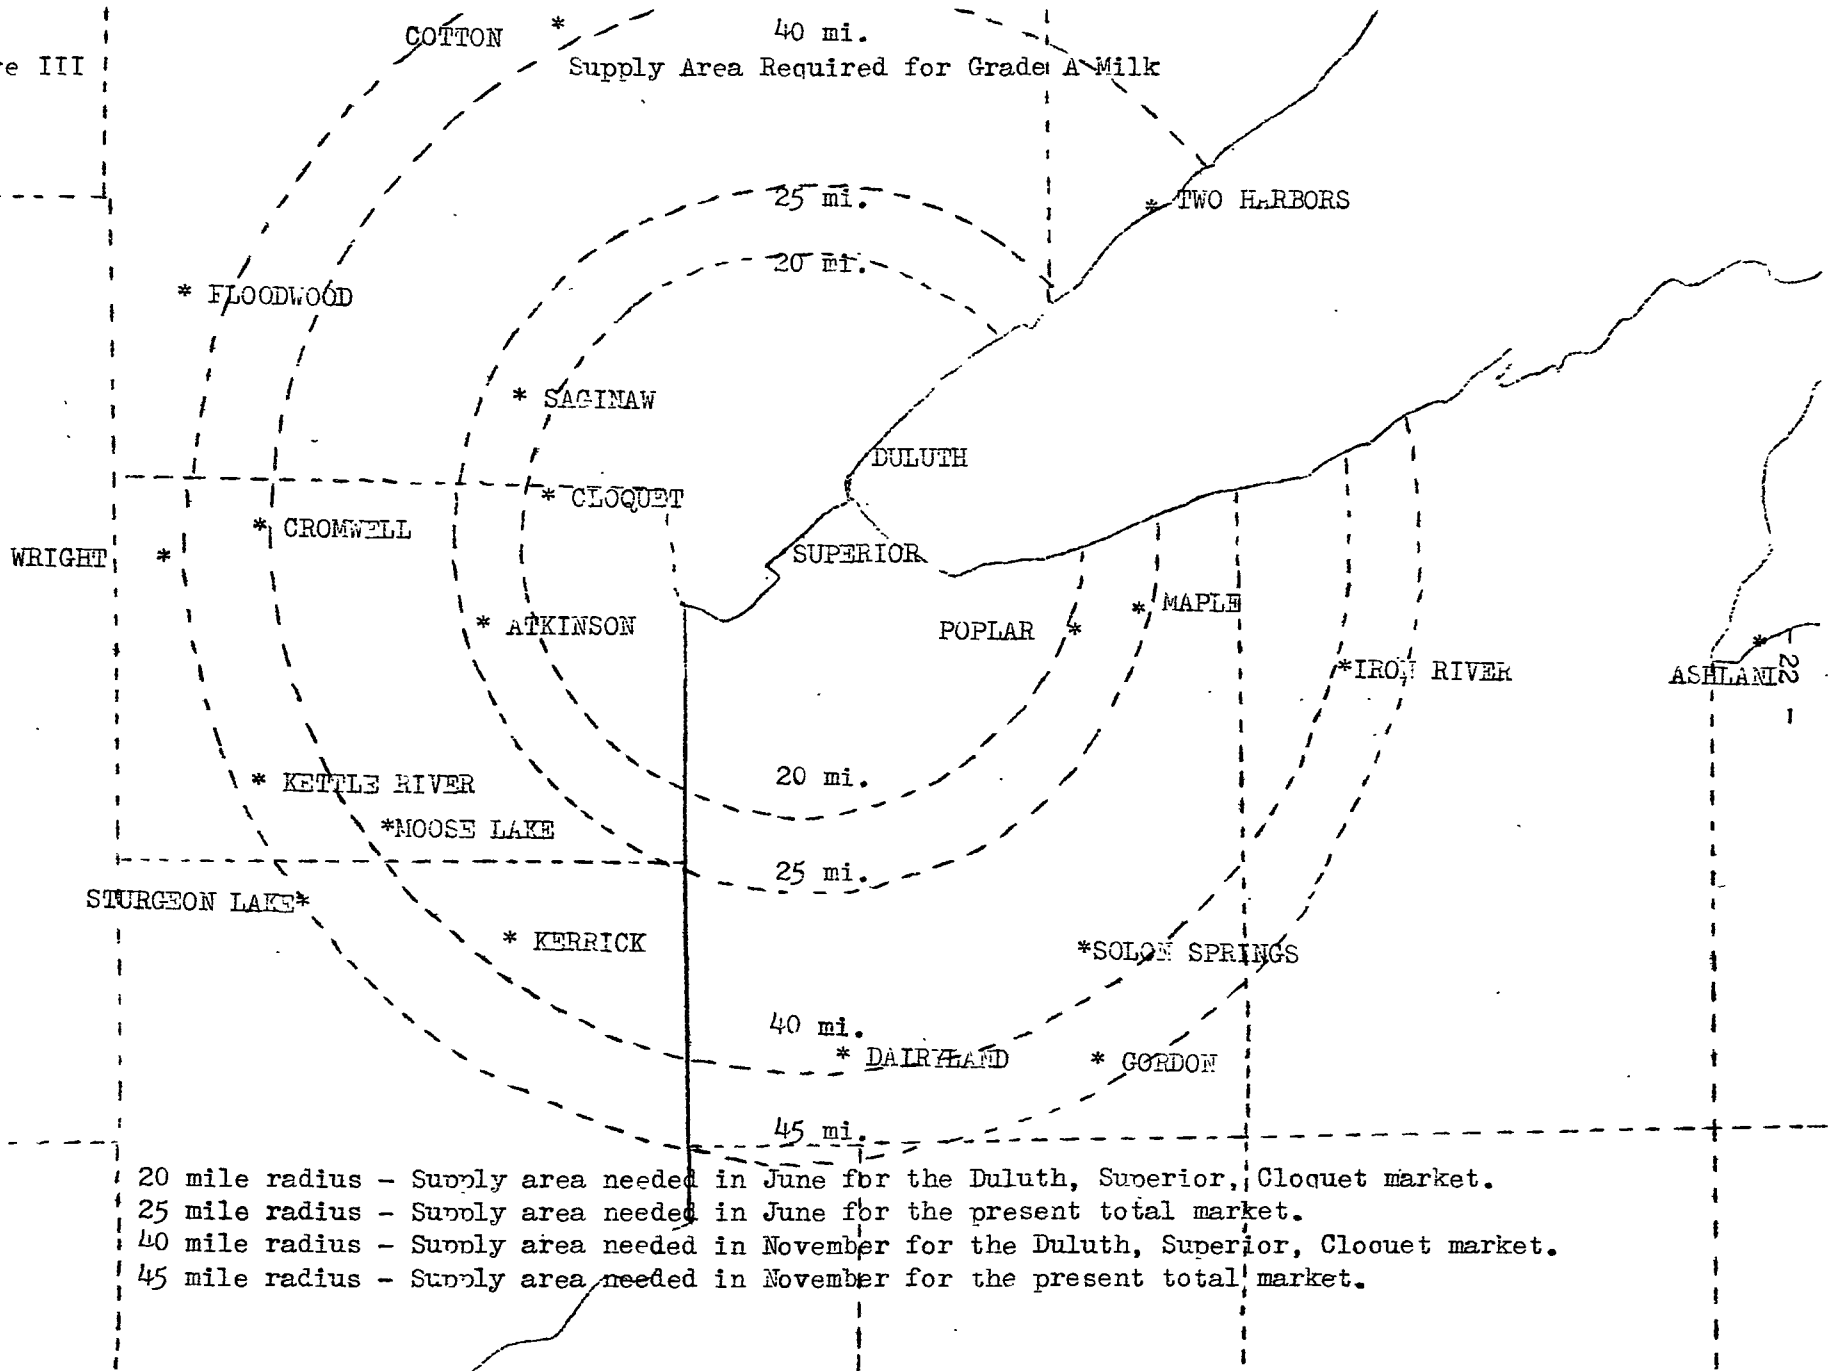 e III
COTTON *
40 mi.
Supply Area Required for Grade A Milk
25 mi.
* TWO HARBORS
20 mi.
* FLOODWOOD
* SAGINAW
DULUTH
* CLOQUET
* CROMWELL
WRIGHT *
SUPERIOR
* MAPLE
* ATKINSON
POPLAR *
*IRON RIVER
ASHLAND
- 22 -
20 mi.
* KETTLE RIVER
*MOOSE LAKE
25 mi.
STURGEON LAKE*
* KERRICK
*SOLON SPRINGS
40 mi.
* DAIRYLAND
* GORDON
45 mi.
20 mile radius - Supply area needed in June for the Duluth, Superior, Cloquet market.
25 mile radius - Supply area needed in June for the present total market.
40 mile radius - Supply area needed in November for the Duluth, Superior, Cloquet market.
45 mile radius - Supply area needed in November for the present total market.